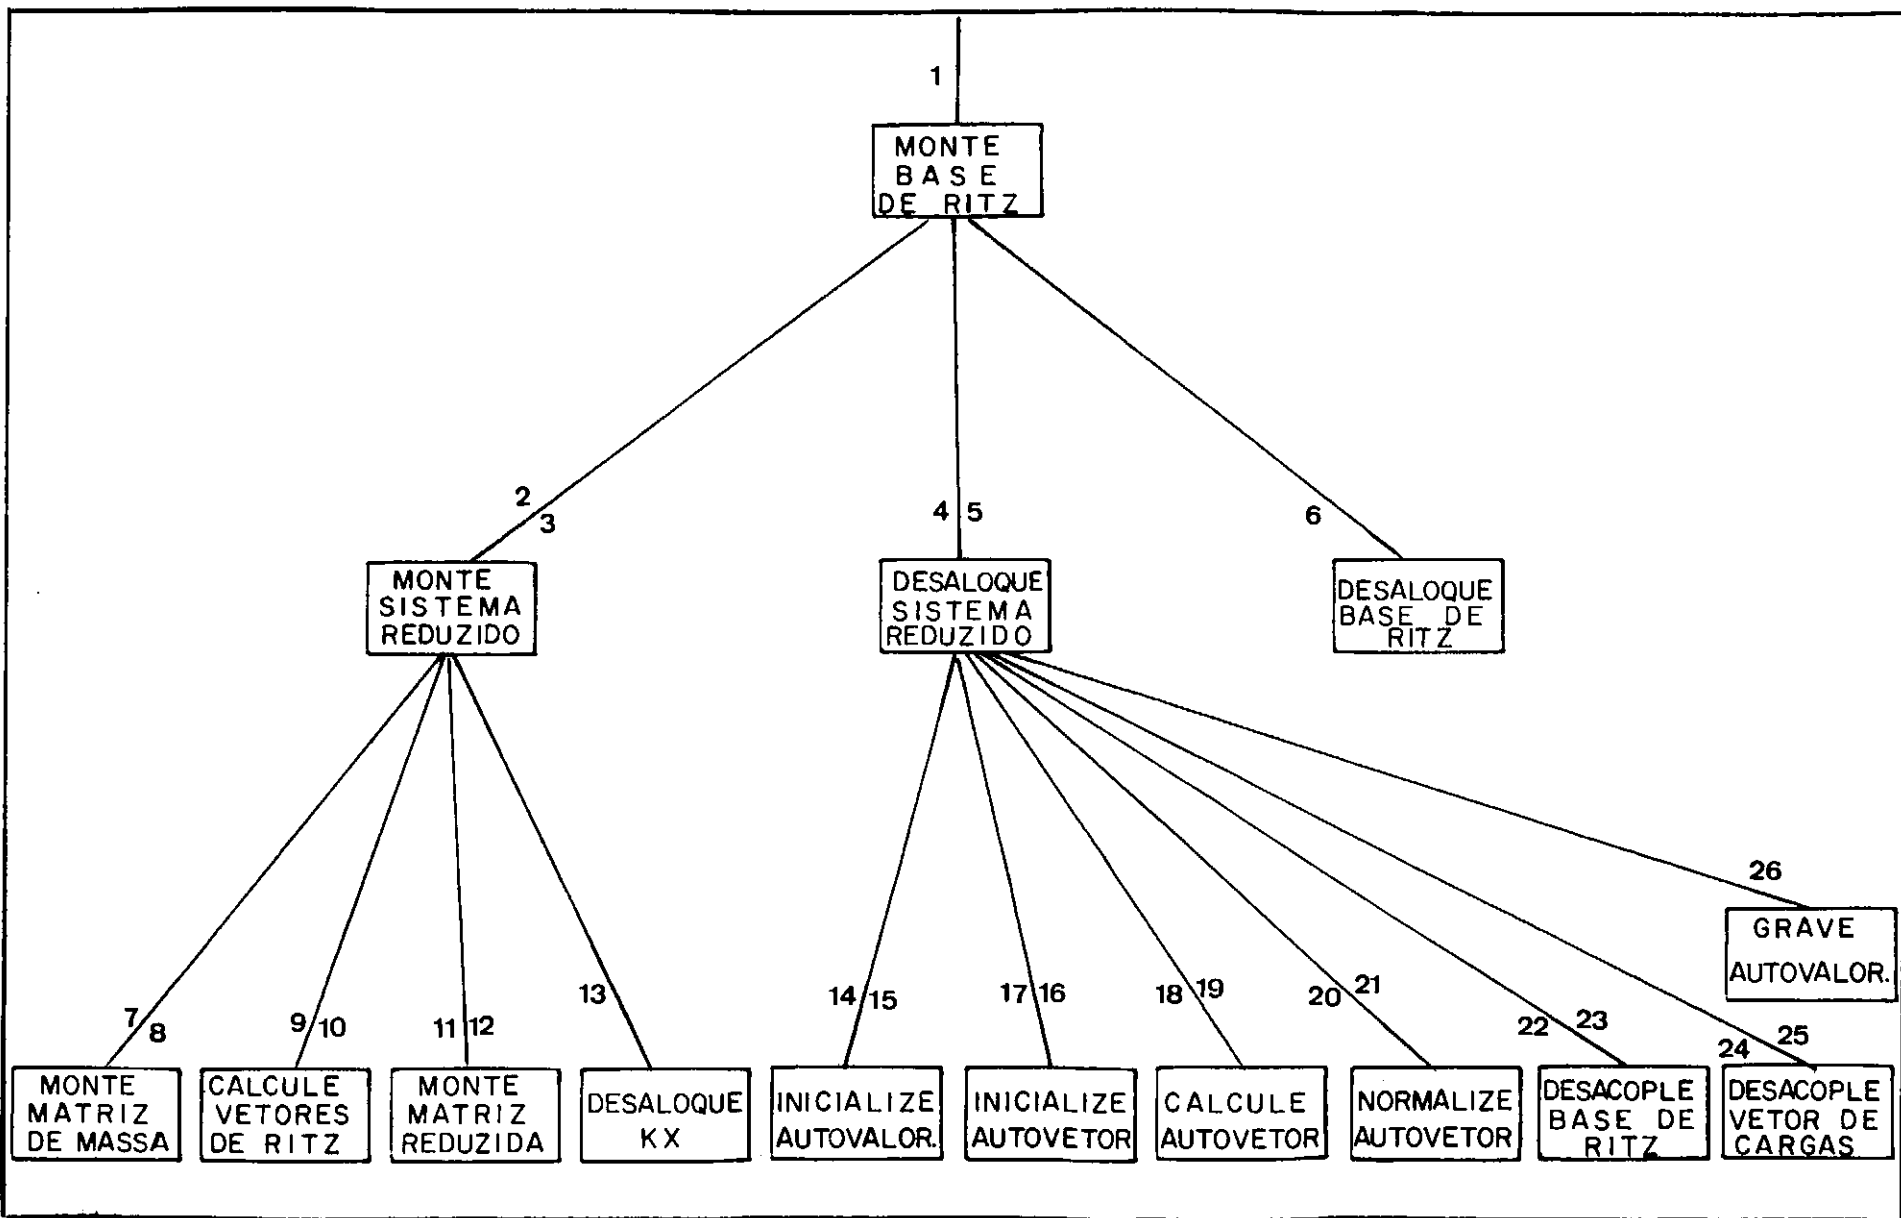 1
MONTE
BASE
DE RITZ
2
3
4 5
6
MONTE
SISTEMA
REDUZIDO
DESALOQUE
SISTEMA
REDUZIDO
DESALOQUE
BASE DE
RITZ
7
8
9 10
11 12
13
14 15
17 16
18 19
20 21
22 23
24 25
26
GRAVE
AUTOVALOR.
MONTE
MATRIZ
DE MASSA
CALCULE
VETORES
DE RITZ
MONTE
MATRIZ
REDUZIDA
DESALOQUE
KX
INICIALIZE
AUTOVALOR.
INICIALIZE
AUTOVETOR
CALCULE
AUTOVETOR
NORMALIZE
AUTOVETOR
DESACOPLE
BASE DE
RITZ
DESACOPLE
VETOR DE
CARGAS